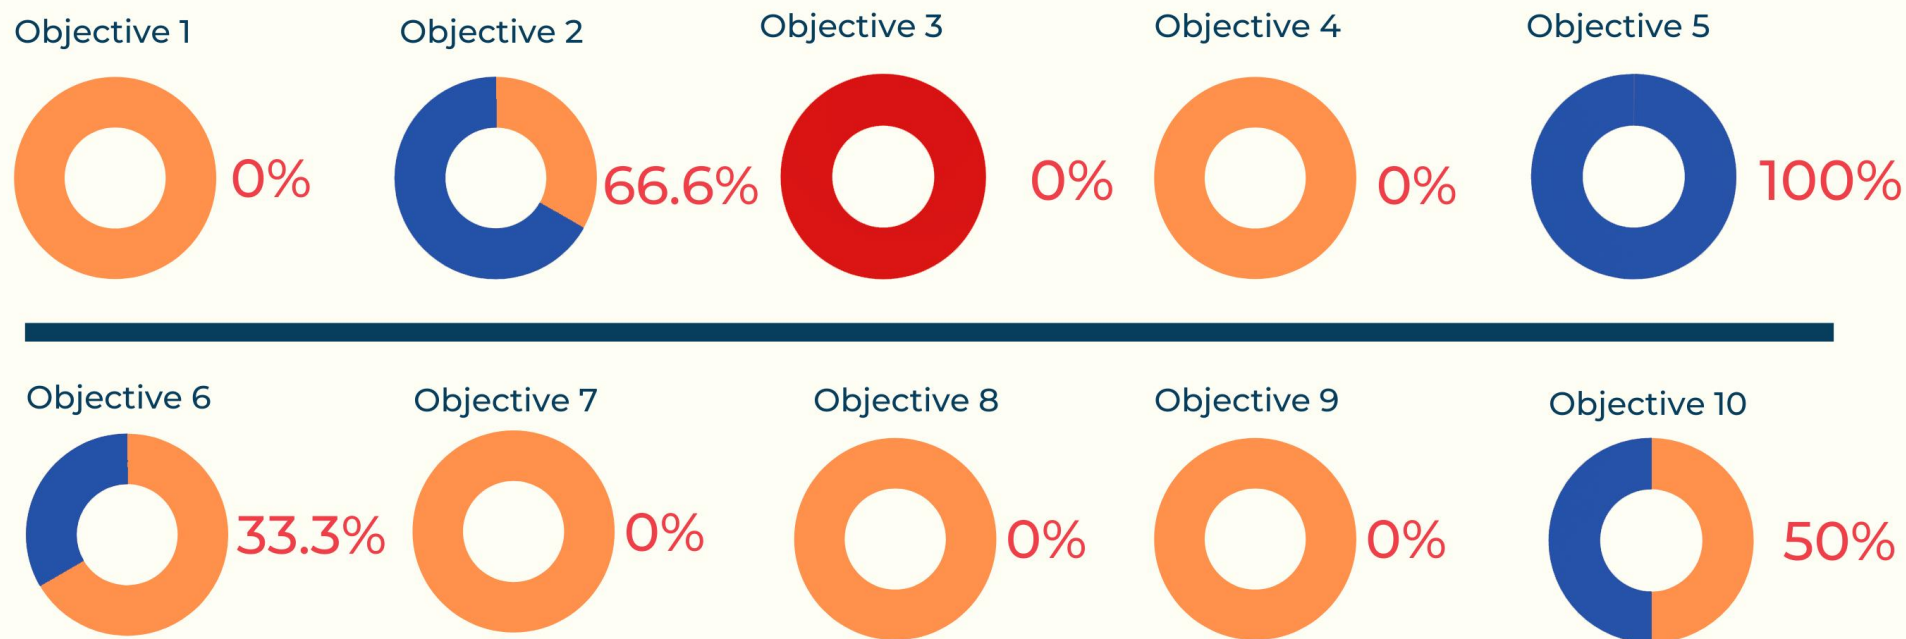 Objective 1
Objective 2
Objective 3
Objective 4
Objective 5
0%
66.6%
0%
0%
100%
Objective 6
Objective 7
Objective 8
Objective 9
Objective 10
33.3%
0%
0%
0%
50%